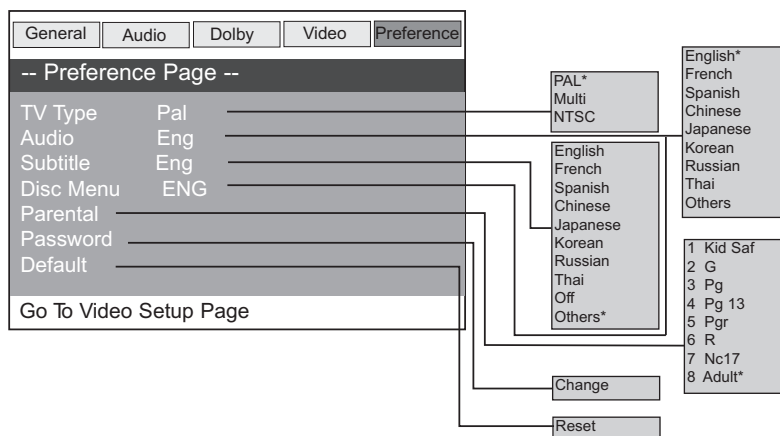 General Audio Dolby Video Preference
-- Preference Page --
TV Type Pal
Audio Eng
Subtitle Eng
Disc Menu ENG
Parental
Password
Default
Go To Video Setup Page
PAL*
Multi
NTSC
English*
French
Spanish
Chinese
Japanese
Korean
Russian
Thai
Others
English
French
Spanish
Chinese
Japanese
Korean
Russian
Thai
Off
Others*
1 Kid Saf
2 G
3 Pg
4 Pg 13
5 Pgr
6 R
7 Nc17
8 Adult*
Change
Reset